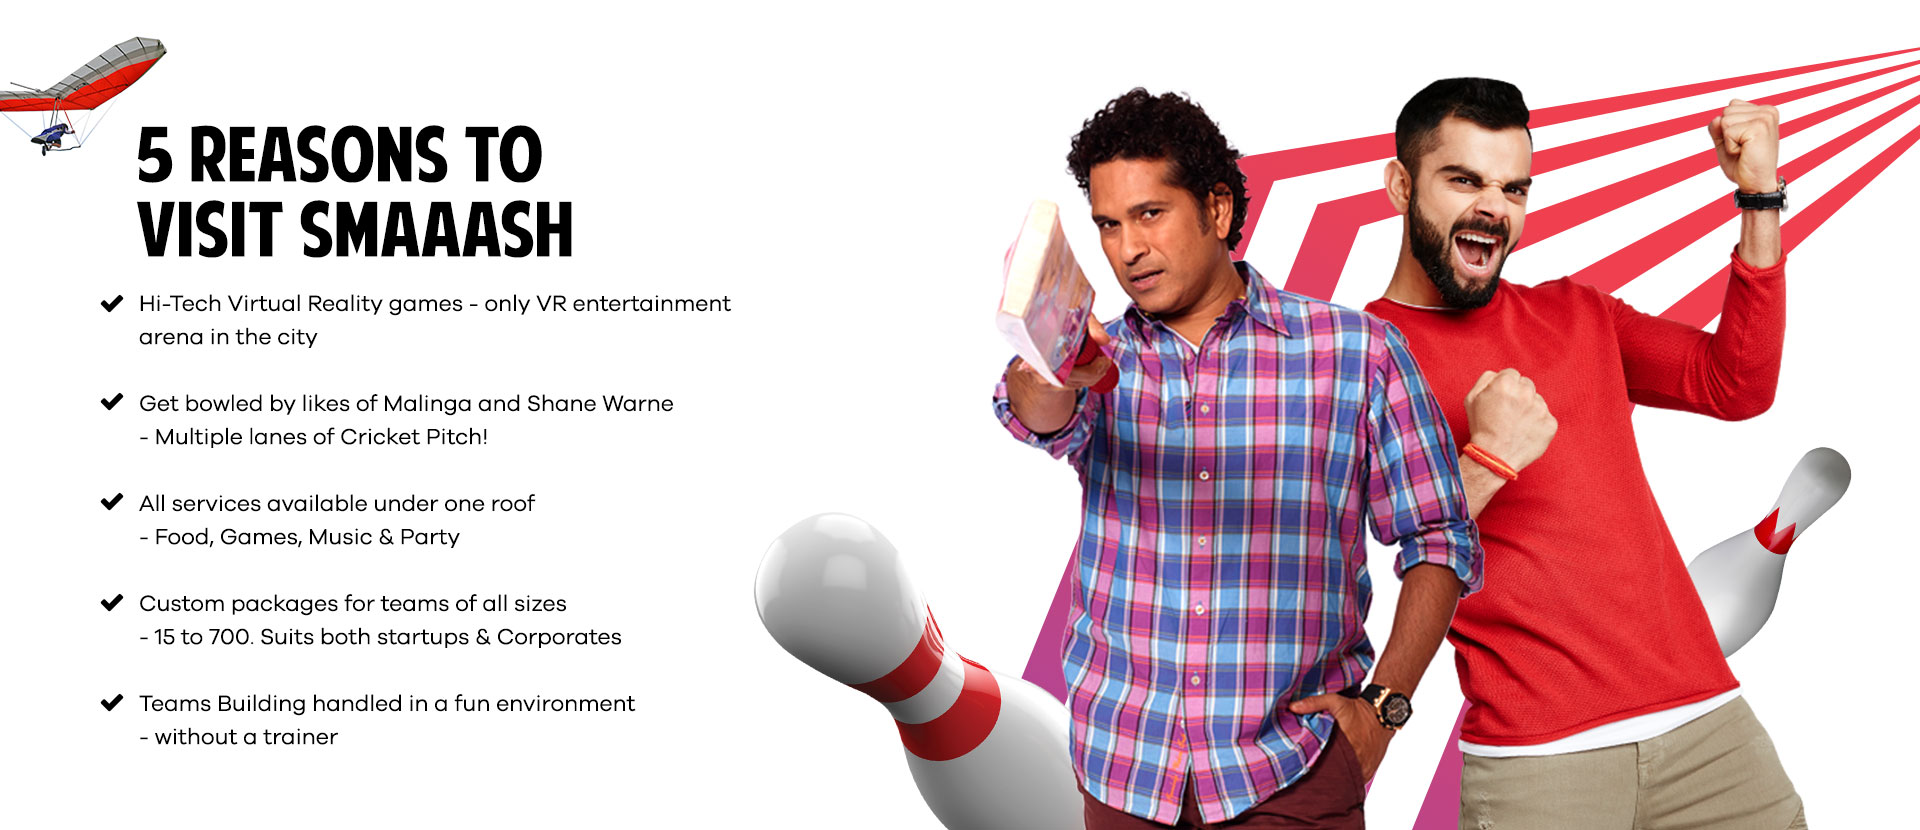 5 REASONS TO
VISIT SMAAASH
Hi-Tech Virtual Reality games - only VR entertainment
arena in the city
Get bowled by likes of Malinga and Shane Warne
- Multiple lanes of Cricket Pitch!
All services available under one roof
- Food, Games, Music & Party
Custom packages for teams of all sizes
- 15 to 700. Suits both startups & Corporates
Teams Building handled in a fun environment
- without a trainer